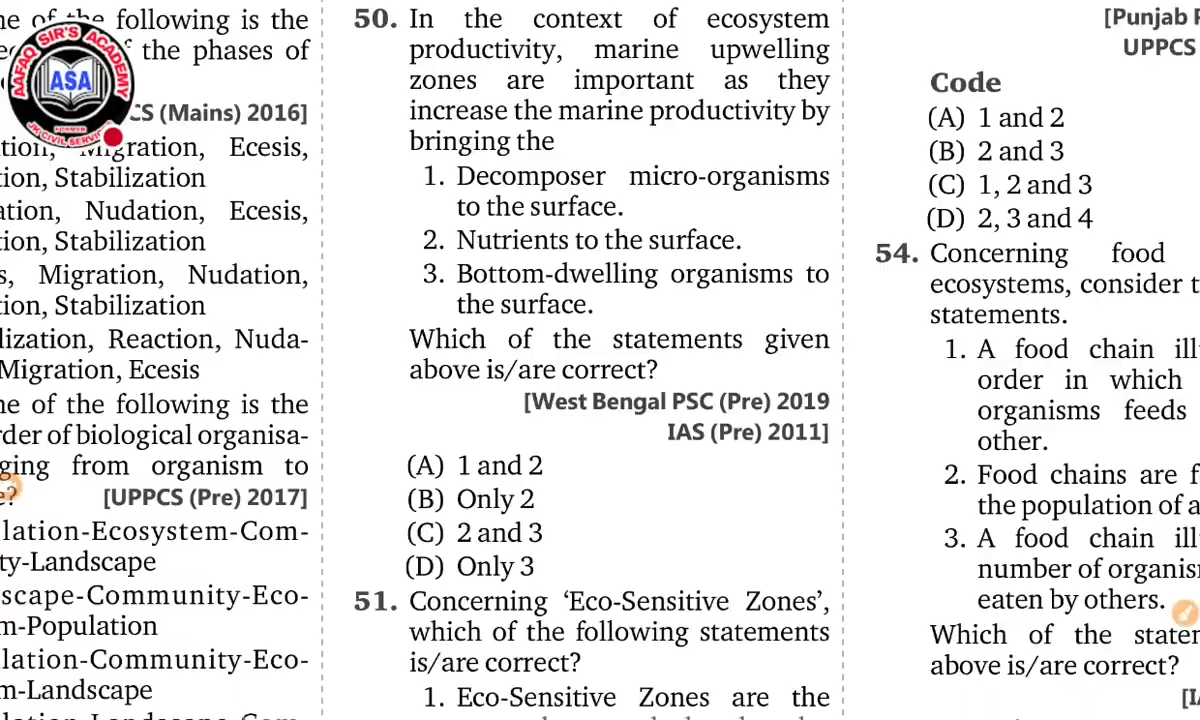 ne of the following is the
of the phases of
CS (Mains) 2016]
Migration, Ecesis,
tion, Stabilization
ation, Nudation, Ecesis,
tion, Stabilization
s, Migration, Nudation,
tion, Stabilization
lization, Reaction, Nuda-
Migration, Ecesis
ne of the following is the
rder of biological organisa-
ging from organism to
e? [UPPCS (Pre) 2017]
lation-Ecosystem-Com-
ty-Landscape
scape-Community-Eco-
m-Population
lation-Community-Eco-
m-Landscape
AAFAQ SIR'S ACADEMY
ASA
50. In the context of ecosystem
productivity, marine upwelling
zones are important as they
increase the marine productivity by
bringing the
1. Decomposer micro-organisms
to the surface.
2. Nutrients to the surface.
3. Bottom-dwelling organisms to
the surface.
Which of the statements given
above is/are correct?
[West Bengal PSC (Pre) 2019
IAS (Pre) 2011]
(A) 1 and 2
(B) Only 2
(C) 2 and 3
(D) Only 3
51. Concerning ‘Eco-Sensitive Zones’,
which of the following statements
is/are correct?
1. Eco-Sensitive Zones are the
[Punjab P
UPPCS
Code
(A) 1 and 2
(B) 2 and 3
(C) 1, 2 and 3
(D) 2, 3 and 4
54. Concerning food
ecosystems, consider t
statements.
1. A food chain ill
order in which
organisms feeds
other.
2. Food chains are f
the population of a
3. A food chain ill
number of organis
eaten by others.
Which of the stater
above is/are correct?
[IA